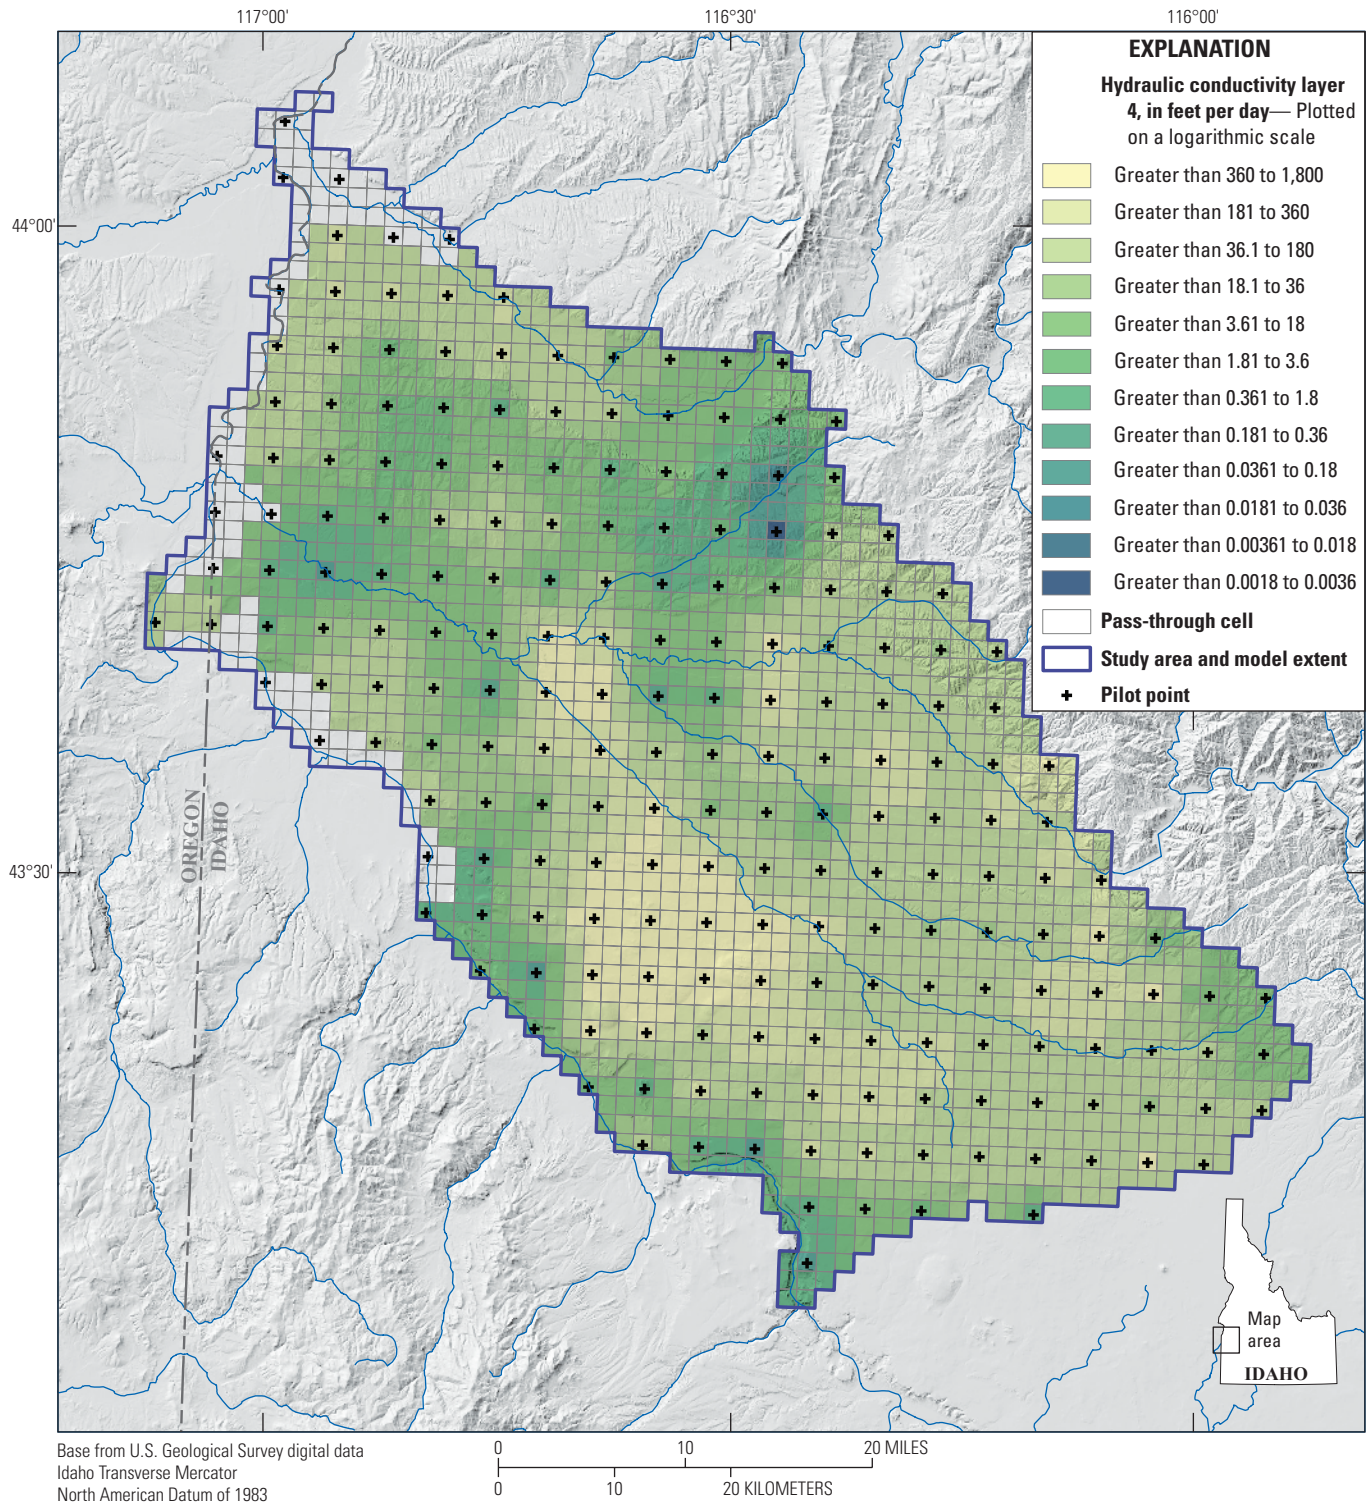 117°00'
116°30'
116°00'
44°00'
43°30'
EXPLANATION
Hydraulic conductivity layer
4, in feet per day— Plotted
on a logarithmic scale
Greater than 360 to 1,800
Greater than 181 to 360
Greater than 36.1 to 180
Greater than 18.1 to 36
Greater than 3.61 to 18
Greater than 1.81 to 3.6
Greater than 0.361 to 1.8
Greater than 0.181 to 0.36
Greater than 0.0361 to 0.18
Greater than 0.0181 to 0.036
Greater than 0.00361 to 0.018
Greater than 0.0018 to 0.0036
Pass-through cell
Study area and model extent
Pilot point
OREGON
IDAHO
Map
area
IDAHO
Base from U.S. Geological Survey digital data
Idaho Transverse Mercator
North American Datum of 1983
0 10 20 MILES
0 10 20 KILOMETERS